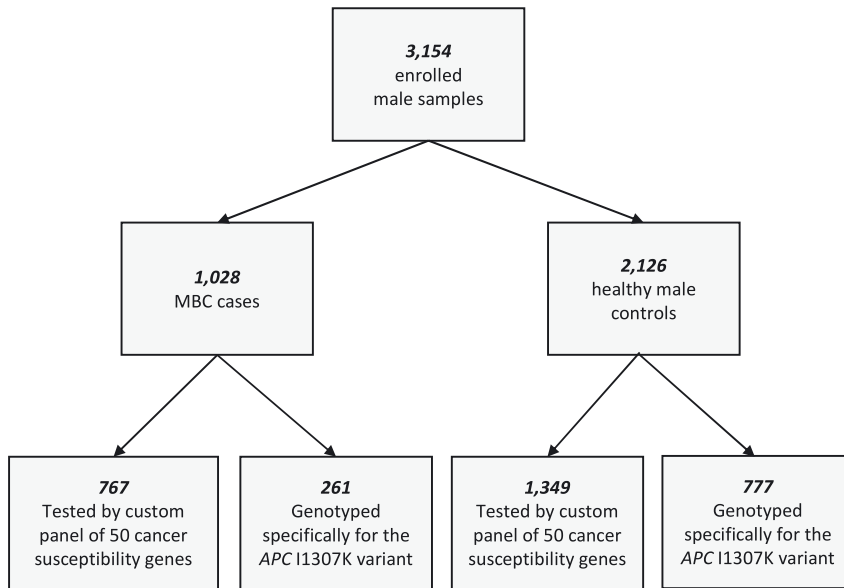 3,154
enrolled
male samples
1,028
MBC cases
2,126
healthy male
controls
767
Tested by custom
panel of 50 cancer
susceptibility genes
261
Genotyped
specifically for the
APC I1307K variant
1,349
Tested by custom
panel of 50 cancer
susceptibility genes
777
Genotyped
specifically for the
APC I1307K variant